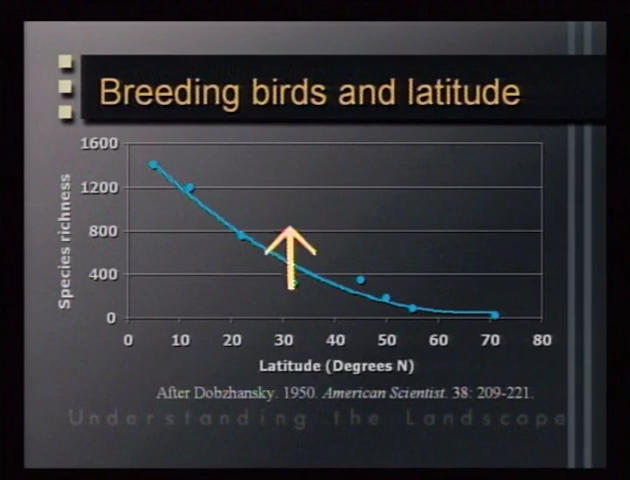 Breeding birds and latitude
1600
1200
800
400
0
Species richness
0 10 20 30 40 50 60 70 80
Latitude (Degrees N)
After Dobzhansky. 1950. American Scientist. 38: 209-221.
Understanding the Landscape